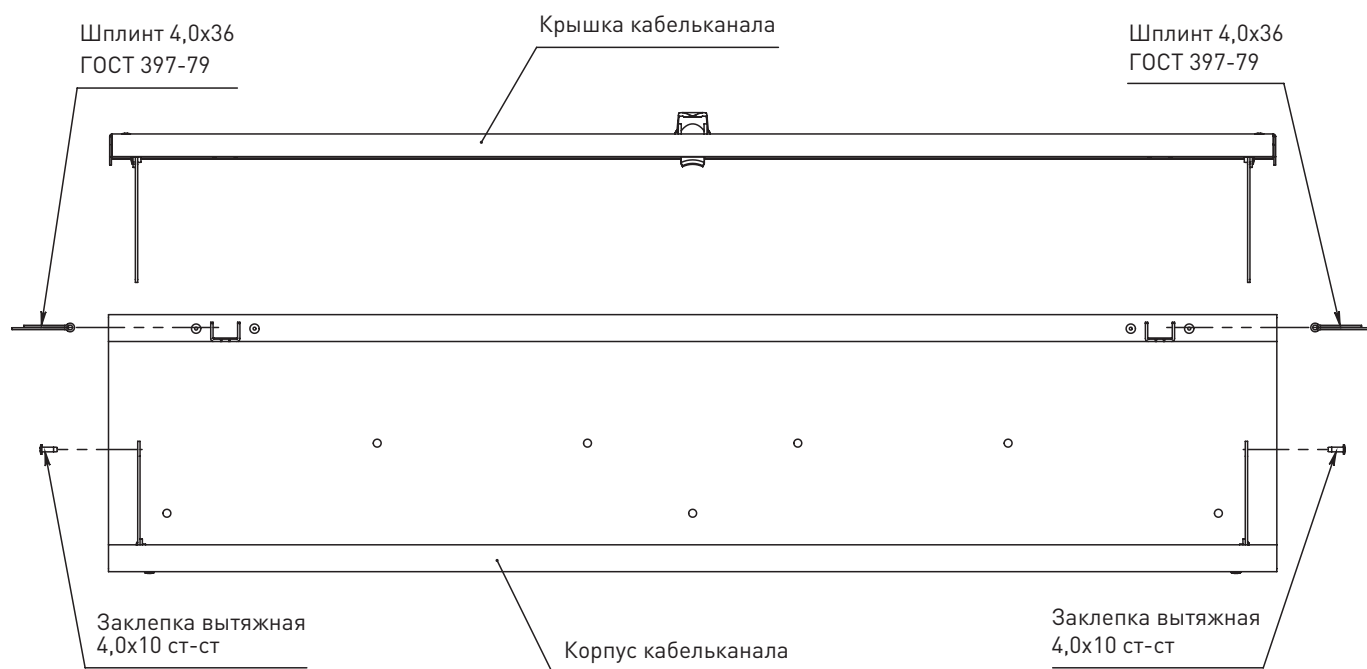 Шплинт 4,0х36
ГОСТ 397-79
Крышка кабельканала
Шплинт 4,0х36
ГОСТ 397-79
Заклепка вытяжная
4,0х10 ст-ст
Корпус кабельканала
Заклепка вытяжная
4,0х10 ст-ст